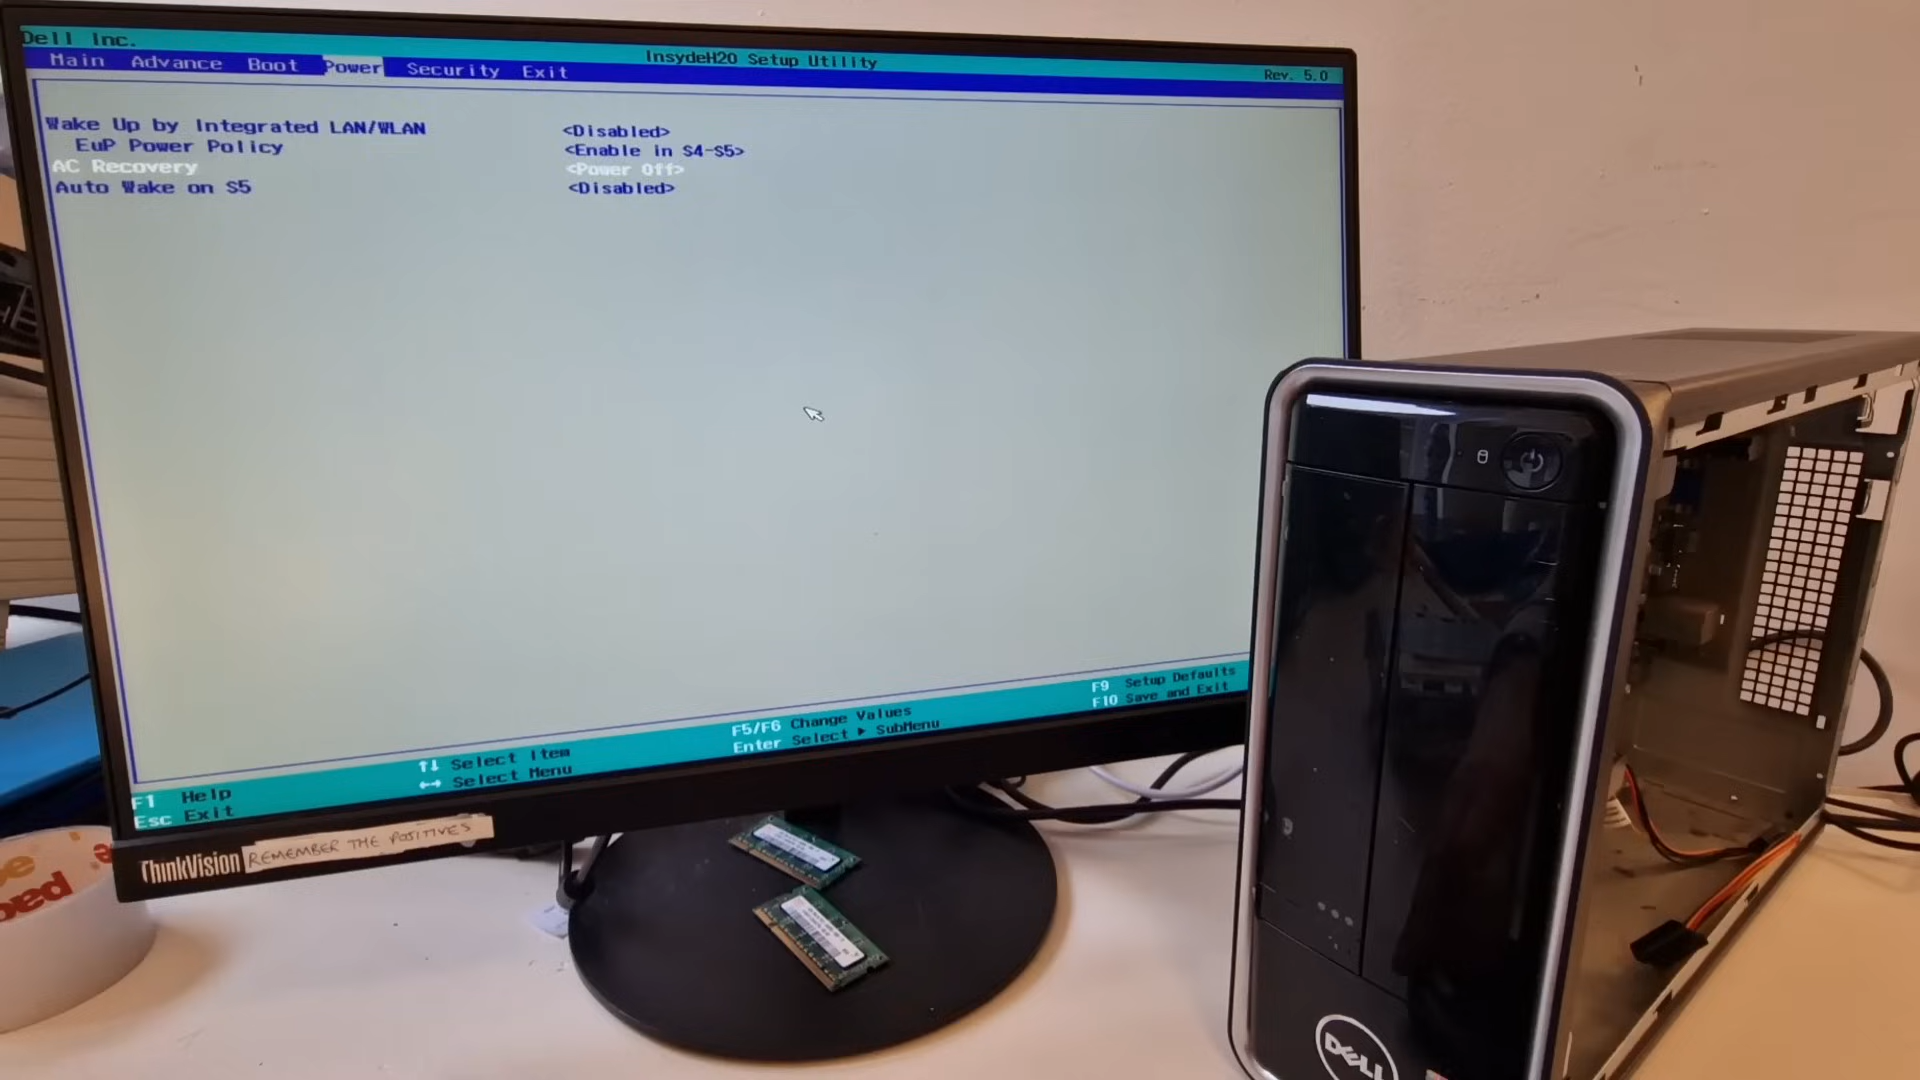 Dell Inc.
InsydeH20 Setup Utility
Rev. 5.0
Main Advance Boot Power Security Exit
Wake Up by Integrated LAN/WLAN <Disabled>
EuP Power Policy <Enable in S4-S5>
AC Recovery <Power Off>
Auto Wake on S5 <Disabled>
F1 Help
Esc Exit
↑↓ Select Item
↔ Select Menu
F5/F6 Change Values
Enter Select ▶ SubMenu
F9 Setup Defaults
F10 Save and Exit
ThinkVision
REMEMBER THE POSITIVES
DELL